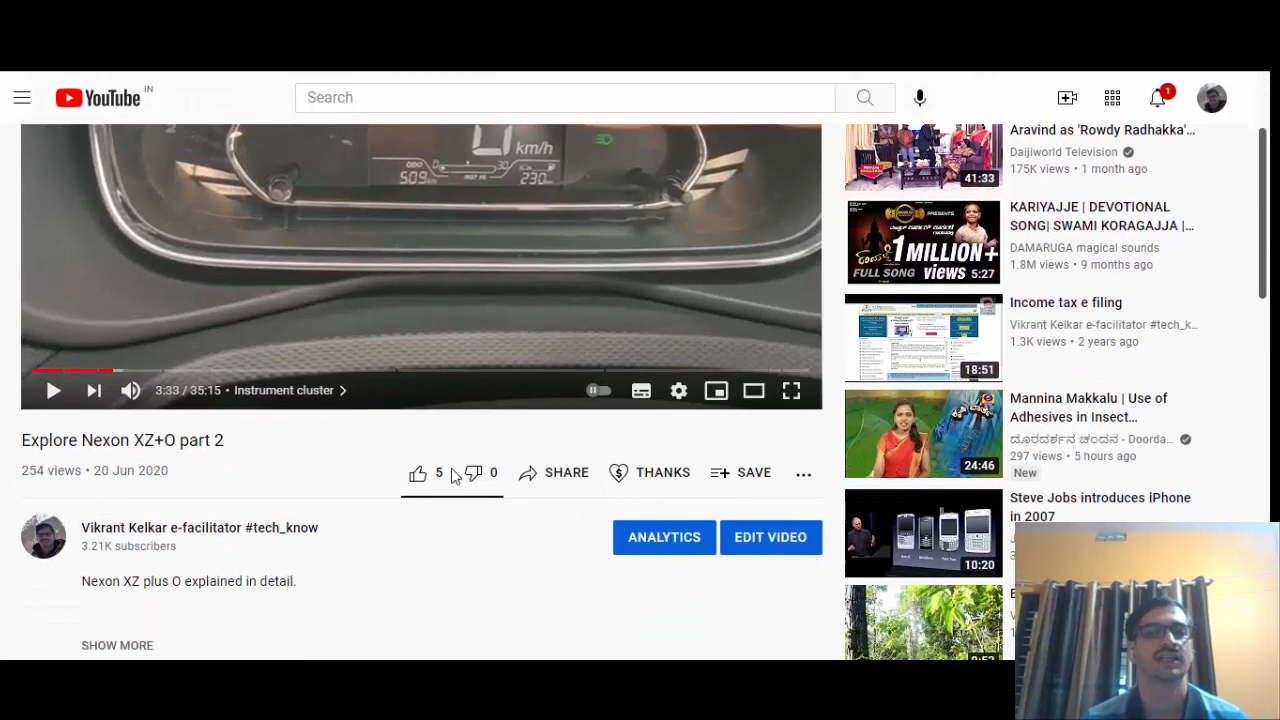 YouTube IN
Search
1
km/h
509
230
3:33 / 35:15 • Instrument cluster
Explore Nexon XZ+O part 2
254 views • 20 Jun 2020
5
0
SHARE
THANKS
SAVE
Vikrant Kelkar e-facilitator #tech_know
3.21K subscribers
ANALYTICS
EDIT VIDEO
Nexon XZ plus O explained in detail.
SHOW MORE
41:33
Aravind as 'Rowdy Radhakka'...
Daijiworld Television
175K views • 1 month ago
PRESENTS
1 MILLION+
FULL SONG views 5:27
KARIYAJJE | DEVOTIONAL
SONG| SWAMI KORAGAJJA |...
DAMARUGA magical sounds
1.8M views • 9 months ago
18:51
Income tax e filing
Vikrant Kelkar e-facilitator #tech_k...
1.3K views • 2 years ago
24:46
Mannina Makkalu | Use of
Adhesives in Insect...
ದೂರದರ್ಶನ ಚಂದನ - Doorda...
297 views • 5 hours ago
New
10:20
Steve Jobs introduces iPhone
in 2007